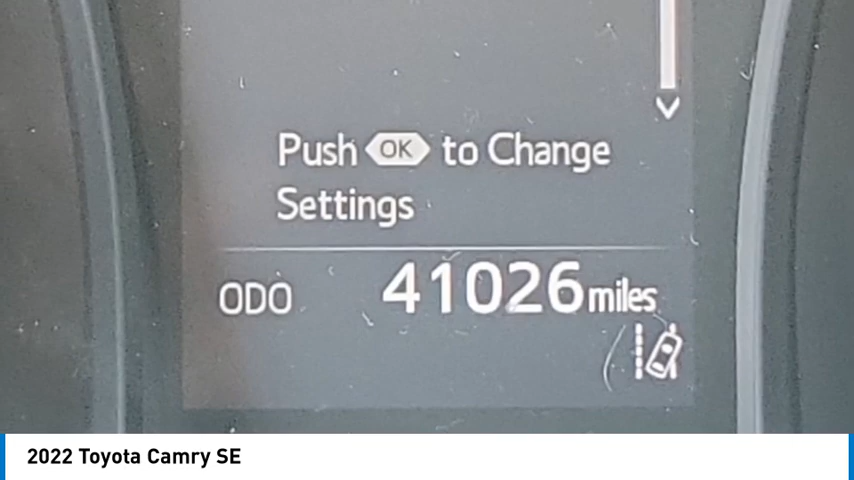 Push OK to Change
Settings
ODO 41026 miles
2022 Toyota Camry SE